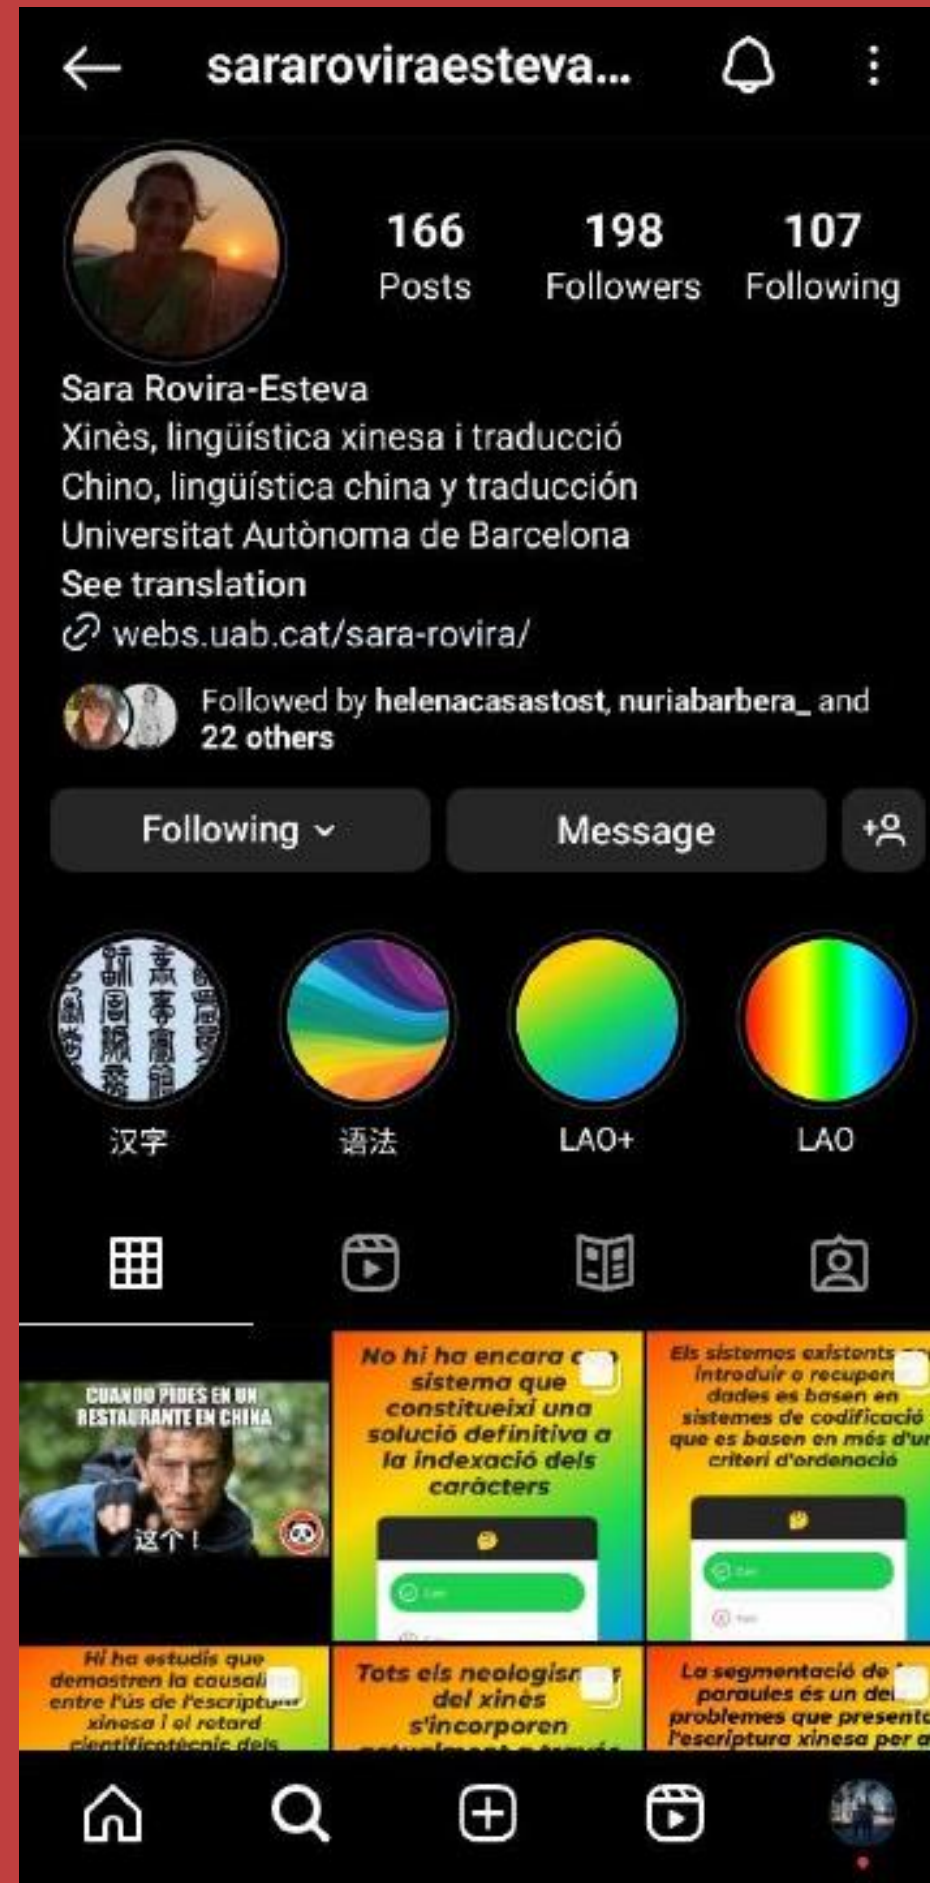 sararoviraesteva...
166
198
107
Posts
Followers
Following
Sara Rovira-Esteva
Xinès, lingüística xinesa i traducció
Chino, lingüística china y traducción
Universitat Autònoma de Barcelona
See translation
webs.uab.cat/sara-rovira/
Followed by helenacasastost, nuriabarbera_ and
22 others
Following
Message
汉字
语法
LAO+
LAO
CUANDO PIDES EN UN
RESTAURANTE EN CHINA
这个!
No hi ha encara
sistema que
constitueixi una
solució definitiva a
la indexació dels
caràcters
Els sistemes existents
introduir o recuperar
dades es basen en
sistemes de codificació
que es basen en més d'un
criteri d'ordenació
Hi ha estudis que
demostren la
entre l'ús de l'escriptura
xinesa i el retard
cientificotècnic dels
Tots els neologismes
del xinès
s'incorporen
La segmentació de
paraules és un dels
problemes que presenta
l'escriptura xinesa per a